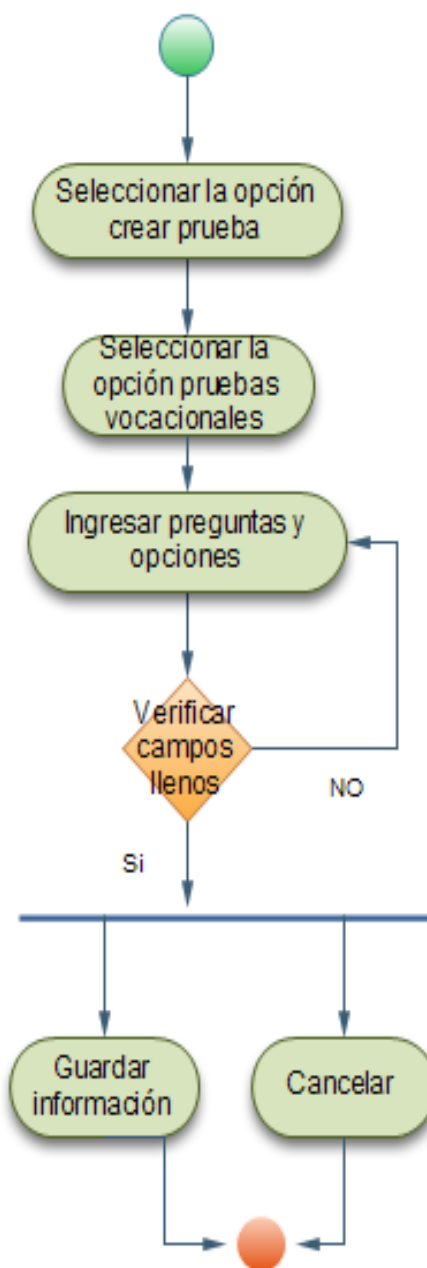 Seleccionar la opción
crear prueba
Seleccionar la
opción pruebas
vocacionales
Ingresar preguntas y
opciones
Verificar
campos
llenos
NO
Si
Guardar
información
Cancelar